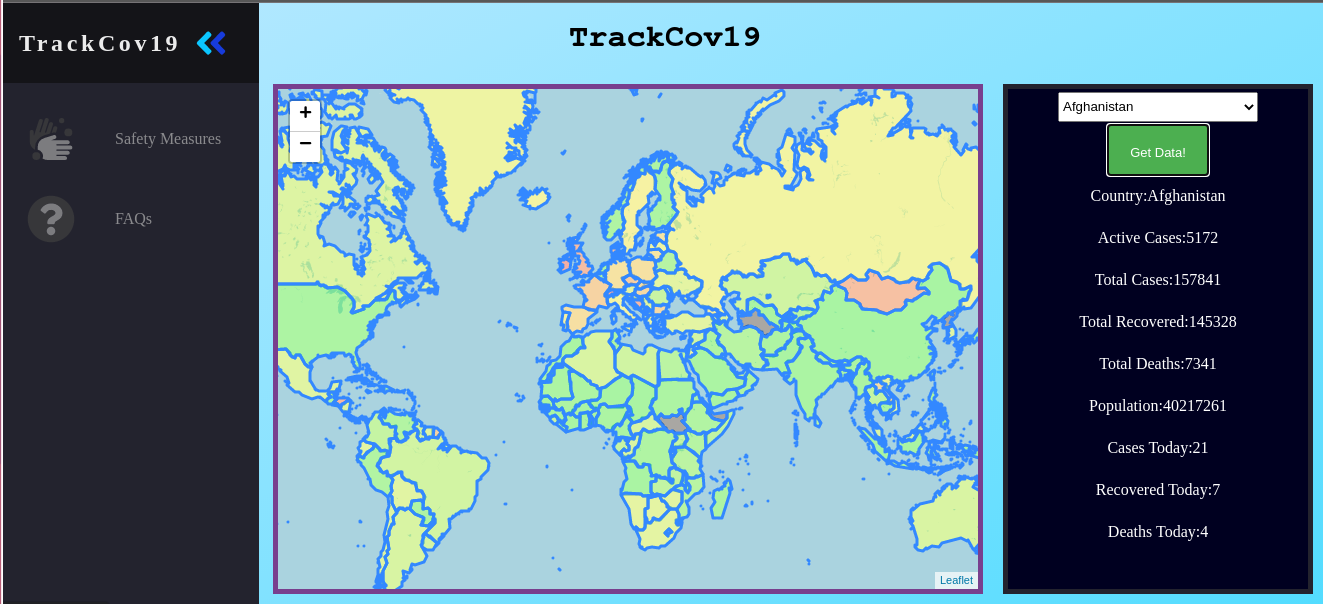 TrackCov19
Safety Measures
FAQs
TrackCov19
+
−
Leaflet
Afghanistan
Get Data!
Country:Afghanistan
Active Cases:5172
Total Cases:157841
Total Recovered:145328
Total Deaths:7341
Population:40217261
Cases Today:21
Recovered Today:7
Deaths Today:4